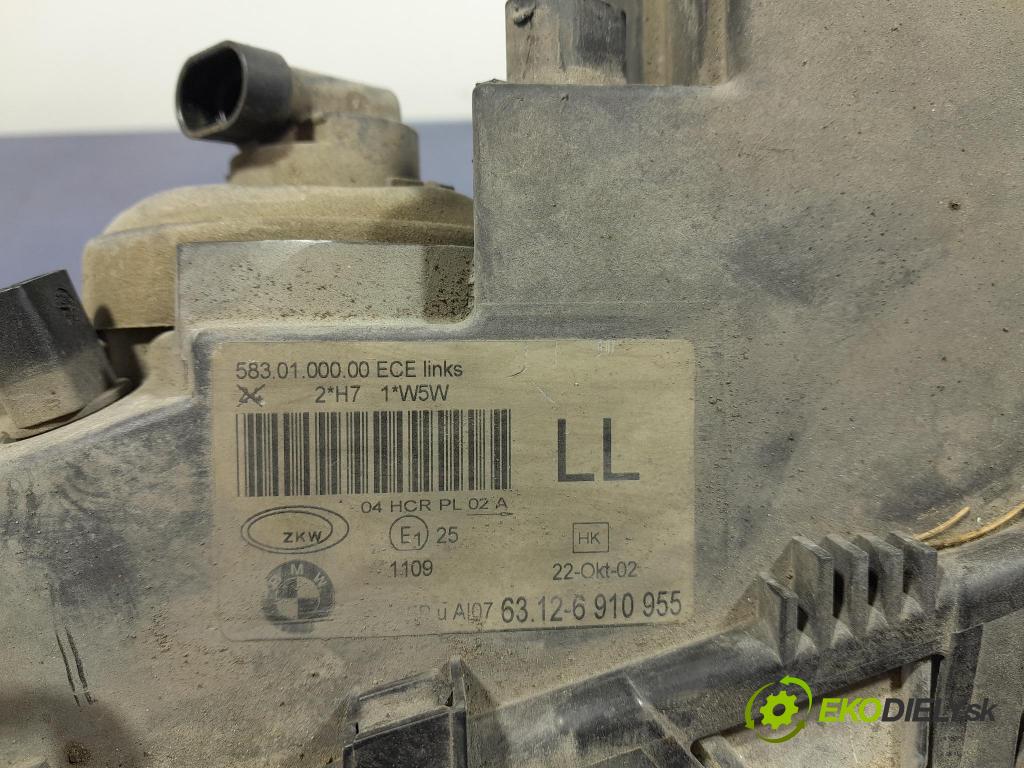 583.01.000.00 ECE links
2*H7 1*W5W
LL
04 HCR PL 02 A
ZKW
E1 25
HK
1109
22-Okt-02
BMW
ü AI07 63.12-6 910 955
EKODIELY.sk